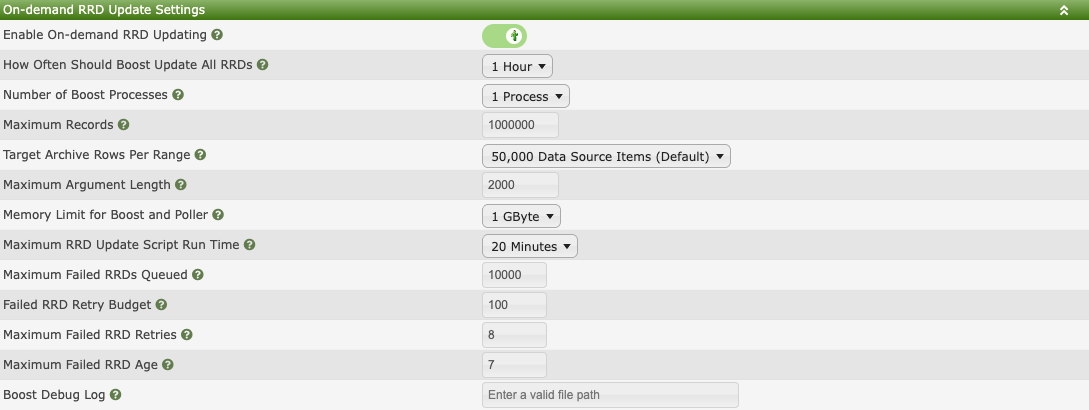 On-demand RRD Update Settings
Enable On-demand RRD Updating
How Often Should Boost Update All RRDs 1 Hour
Number of Boost Processes 1 Process
Maximum Records 1000000
Target Archive Rows Per Range 50,000 Data Source Items (Default)
Maximum Argument Length 2000
Memory Limit for Boost and Poller 1 GByte
Maximum RRD Update Script Run Time 20 Minutes
Maximum Failed RRDs Queued 10000
Failed RRD Retry Budget 100
Maximum Failed RRD Retries 8
Maximum Failed RRD Age 7
Boost Debug Log Enter a valid file path